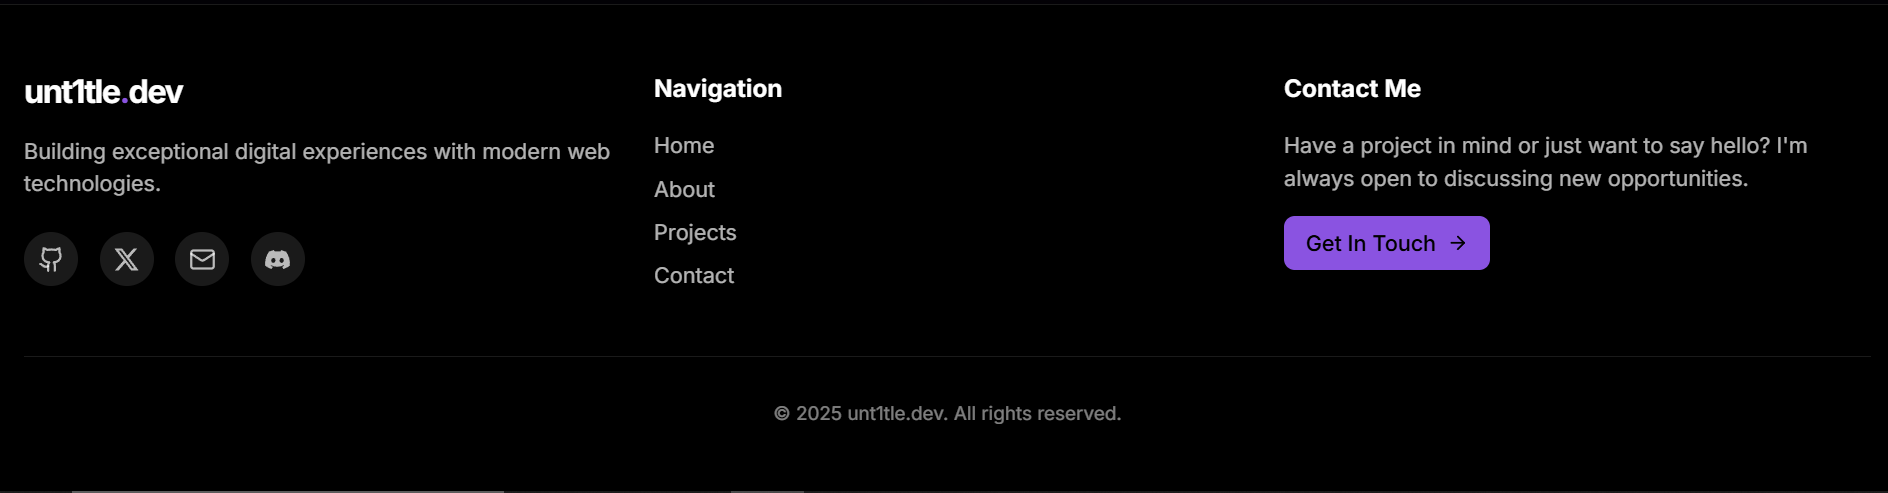 unt1tle.dev
Building exceptional digital experiences with modern web
technologies.
Navigation
Home
About
Projects
Contact
Contact Me
Have a project in mind or just want to say hello? I'm
always open to discussing new opportunities.
Get In Touch →
© 2025 unt1tle.dev. All rights reserved.